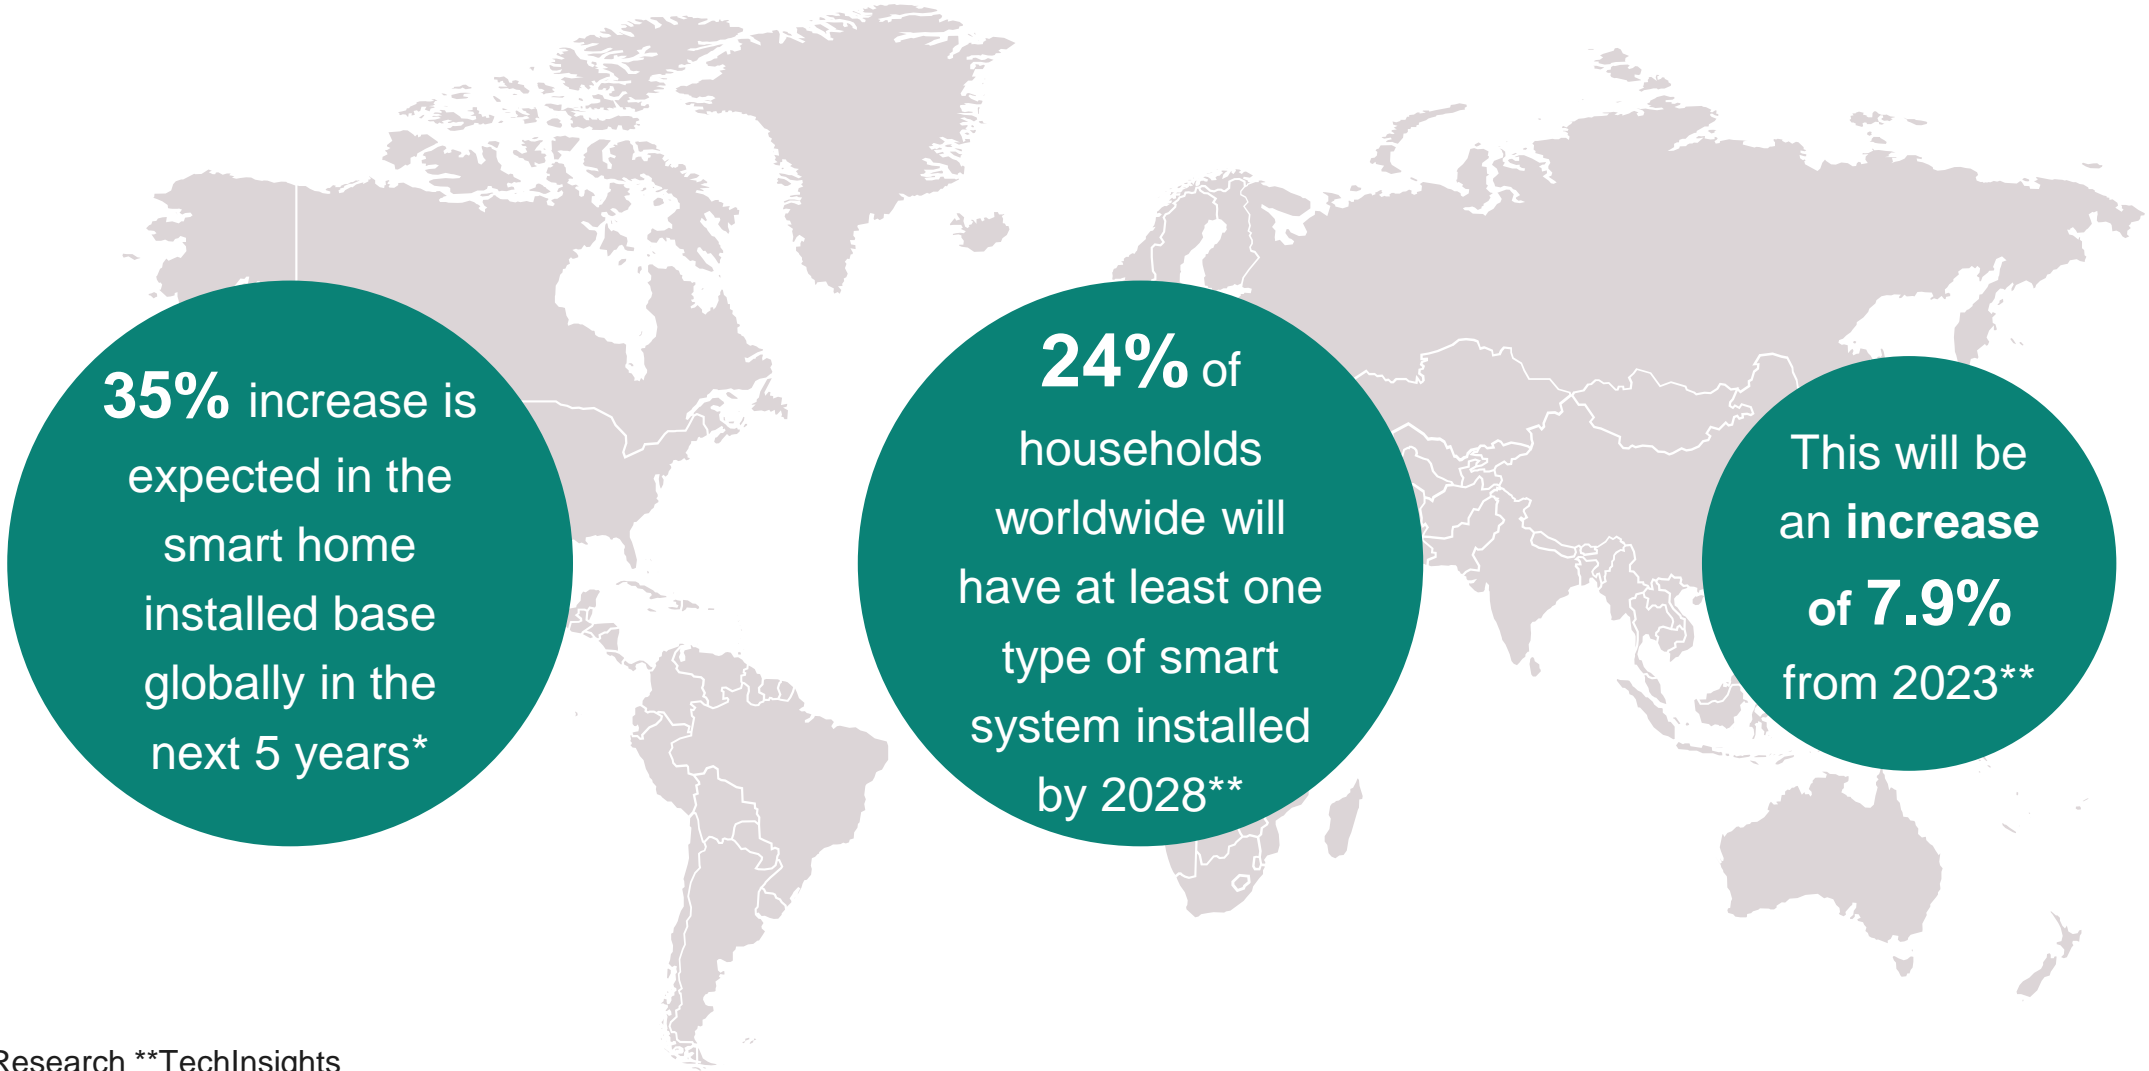 35% increase is
expected in the
smart home
installed base
globally in the
next 5 years*
24% of
households
worldwide will
have at least one
type of smart
system installed
by 2028**
This will be
an increase
of 7.9%
from 2023**
Research **TechInsights